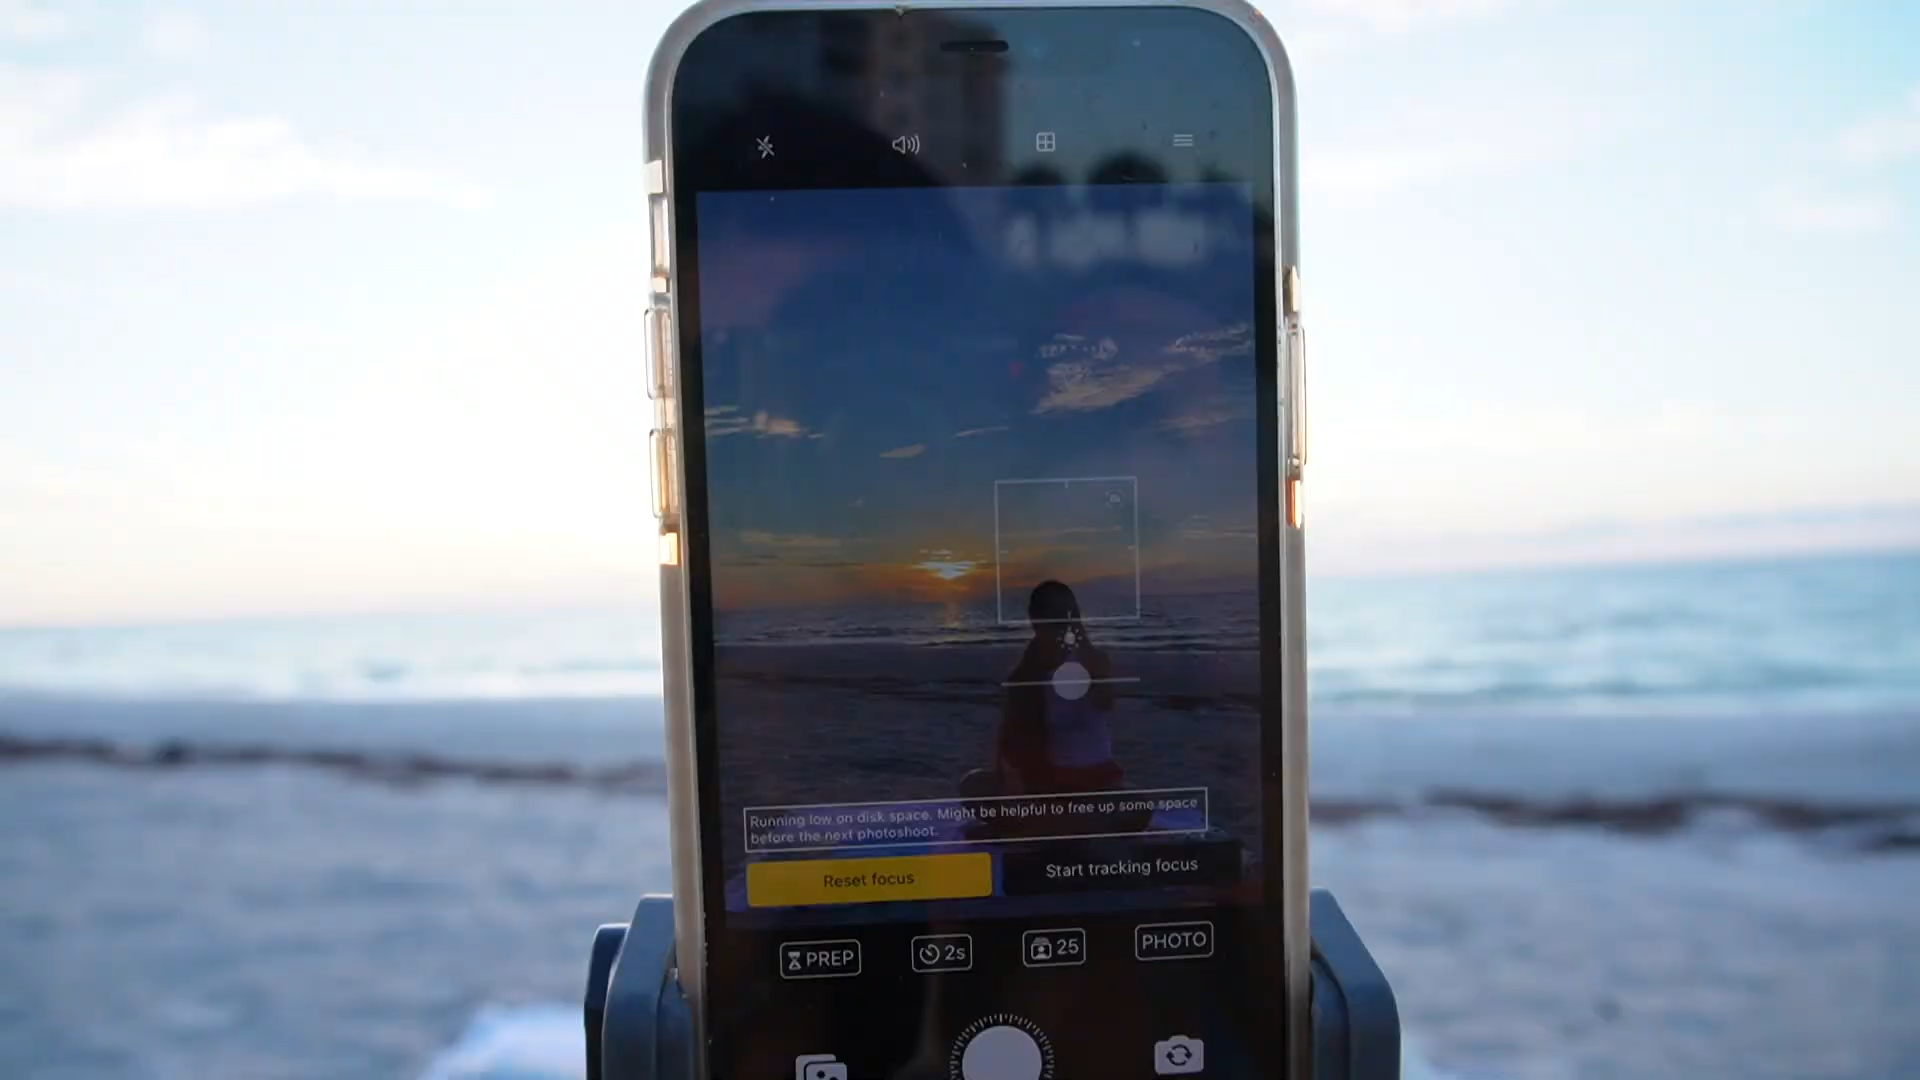 Running low on disk space. Might be helpful to free up some space
before the next photoshoot.
Reset focus
Start tracking focus
PREP
2s
25
PHOTO